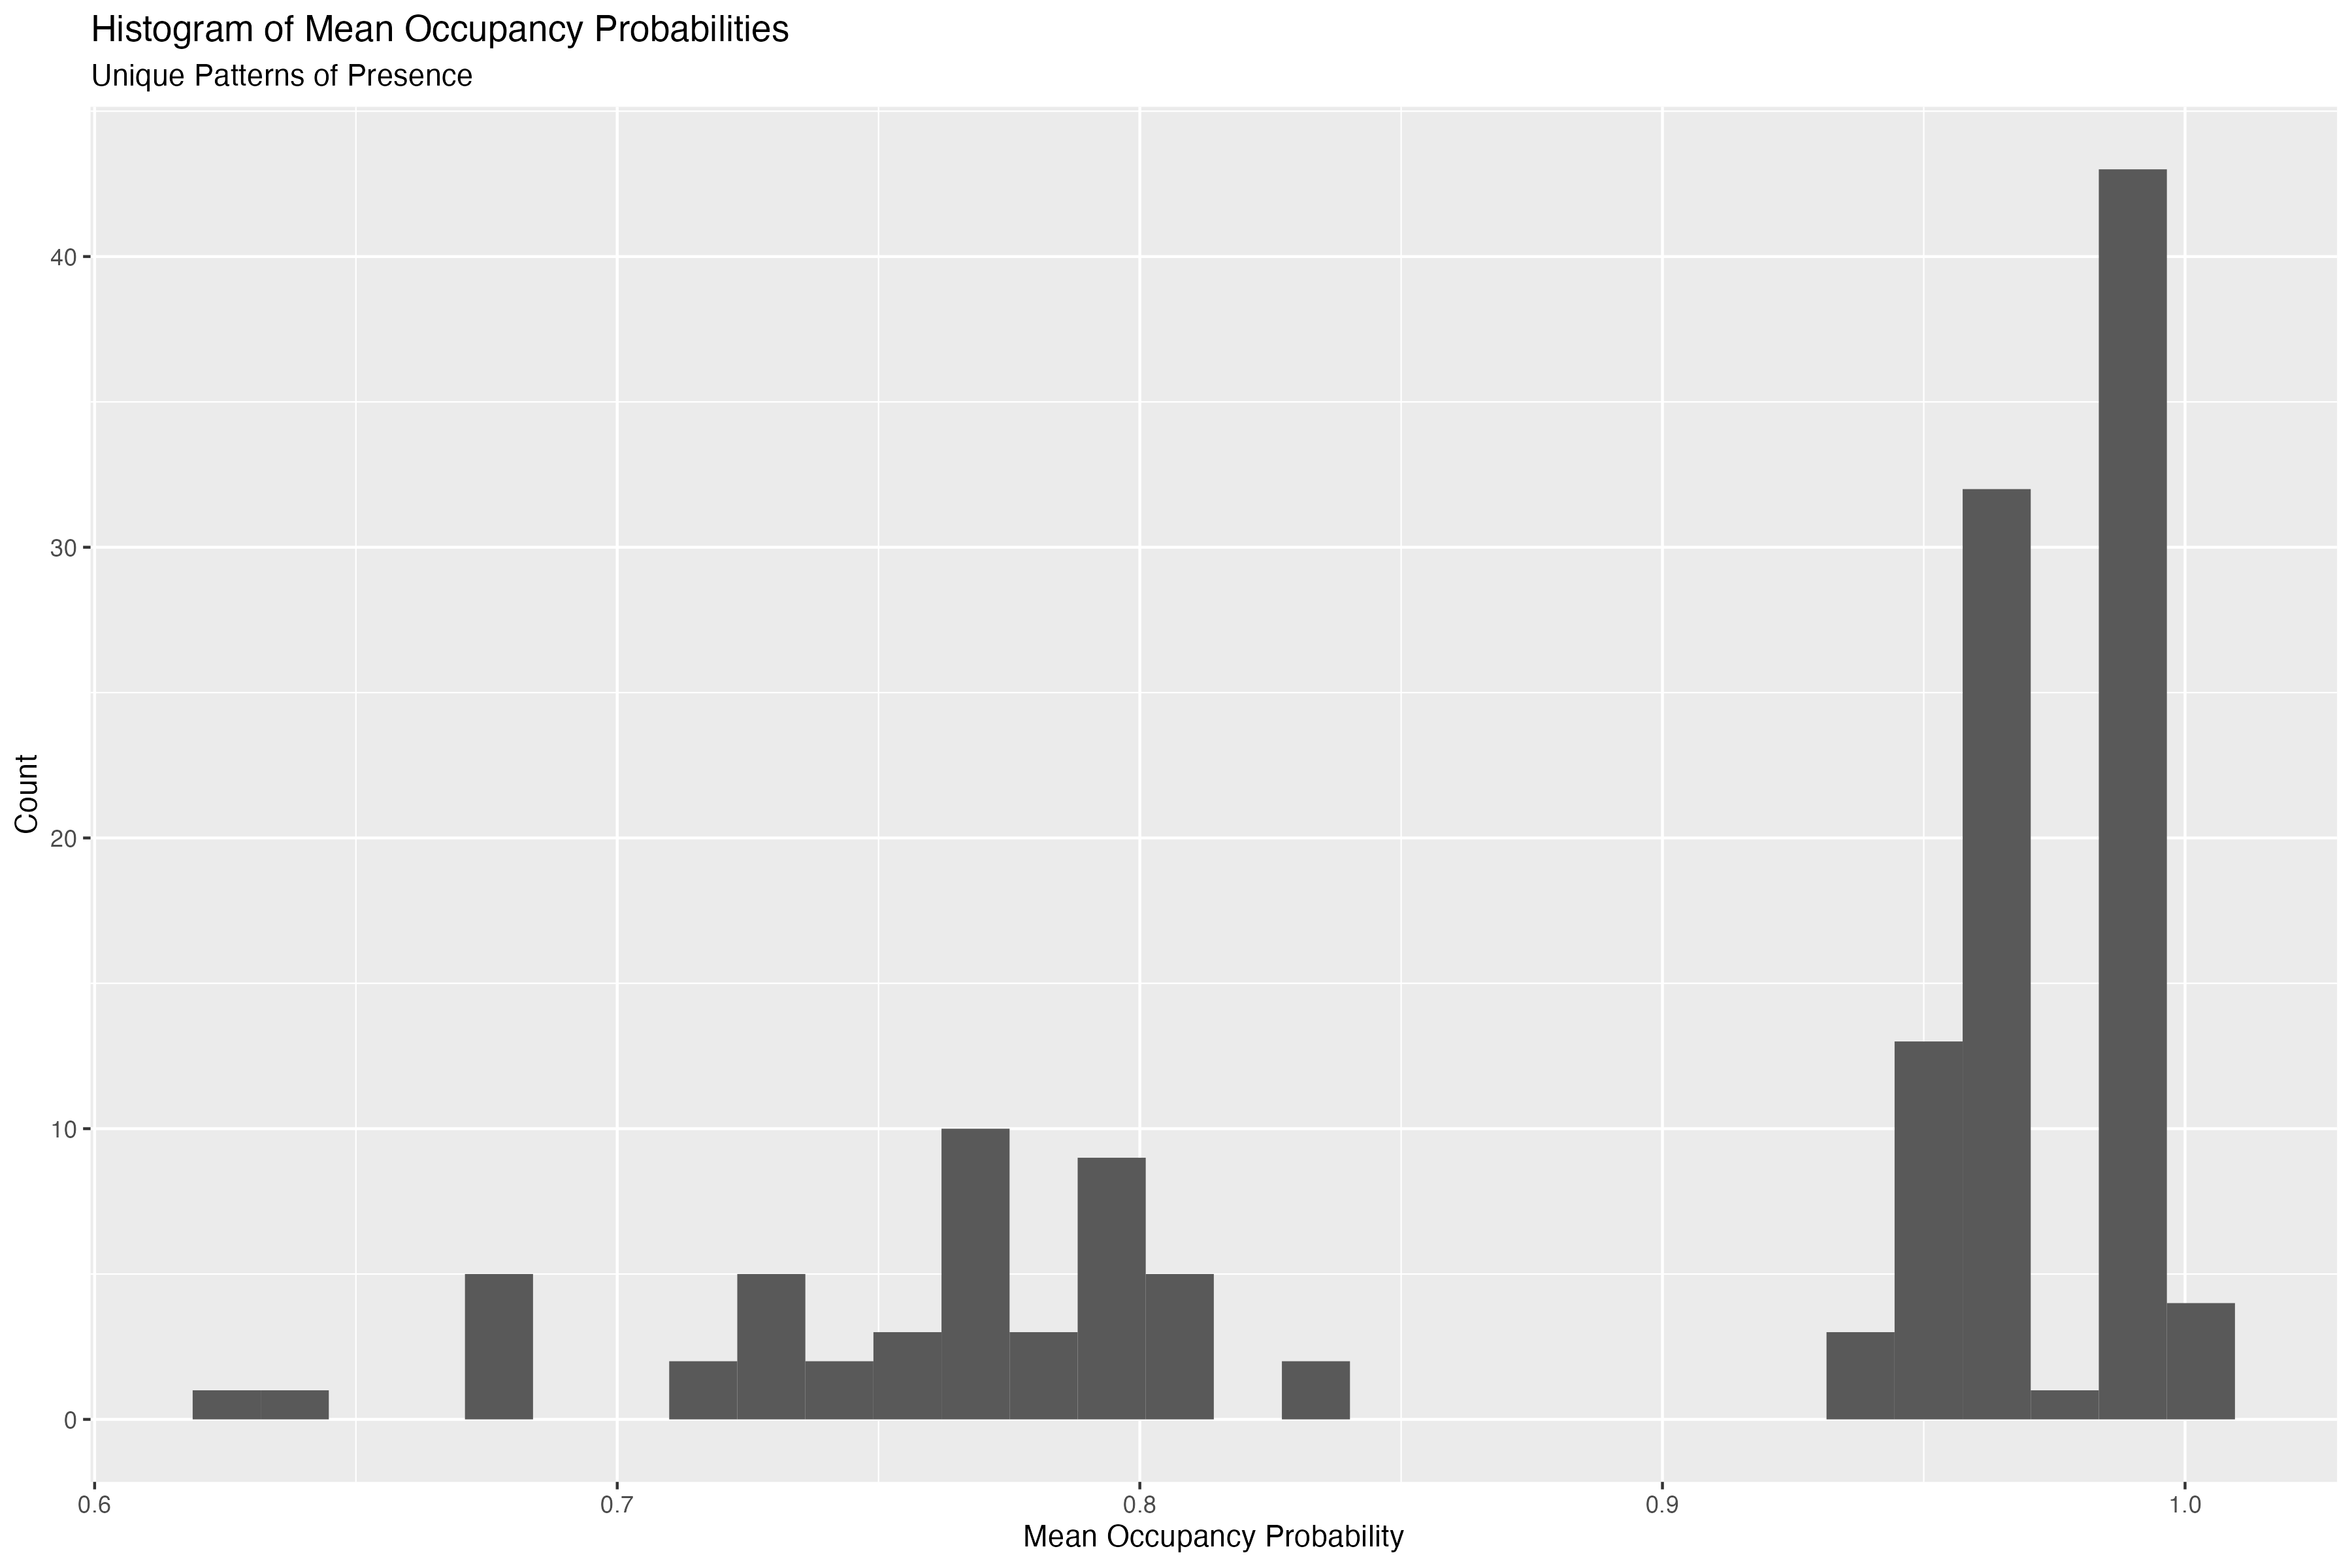 Histogram of Mean Occupancy Probabilities
Unique Patterns of Presence
Count
40
30
20
10
0
0.6 0.7 0.8 0.9 1.0
Mean Occupancy Probability